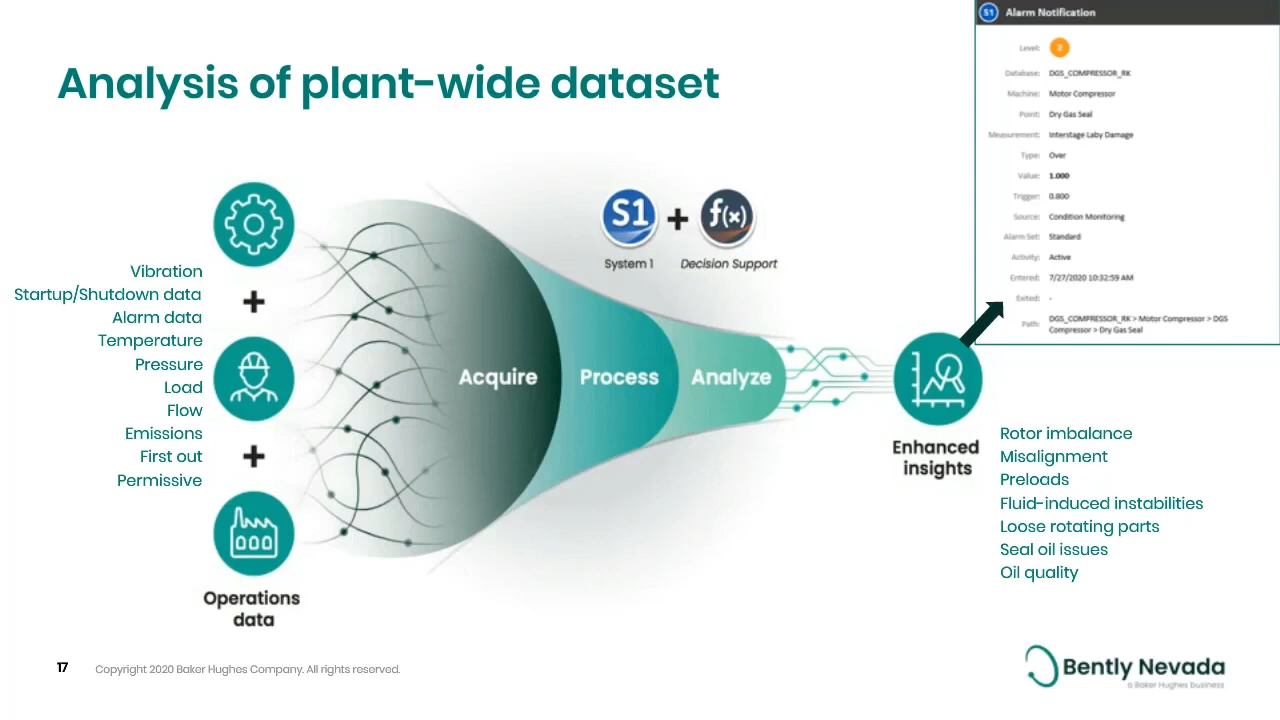 Analysis of plant-wide dataset
S1 Alarm Notification
Level: 2
Database: DGS_COMPRESSOR_RK
Machine: Motor Compressor
Point: Dry Gas Seal
Measurement: Interstage Laby Damage
Type: Over
Value: 1.000
Trigger: 0.800
Source: Condition Monitoring
Alarm Set: Standard
Activity: Active
Entered: 7/27/2020 10:32:59 AM
Exited: -
Path: DGS_COMPRESSOR_RK > Motor Compressor > DGS
Compressor > Dry Gas Seal
Vibration
Startup/Shutdown data
Alarm data
Temperature
Pressure
Load
Flow
Emissions
First out
Permissive
+
+
Operations
data
S1 + f(x)
System 1 Decision Support
Acquire Process Analyze
Enhanced
insights
Rotor imbalance
Misalignment
Preloads
Fluid-induced instabilities
Loose rotating parts
Seal oil issues
Oil quality
17 Copyright 2020 Baker Hughes Company. All rights reserved.
Bently Nevada
a Baker Hughes business